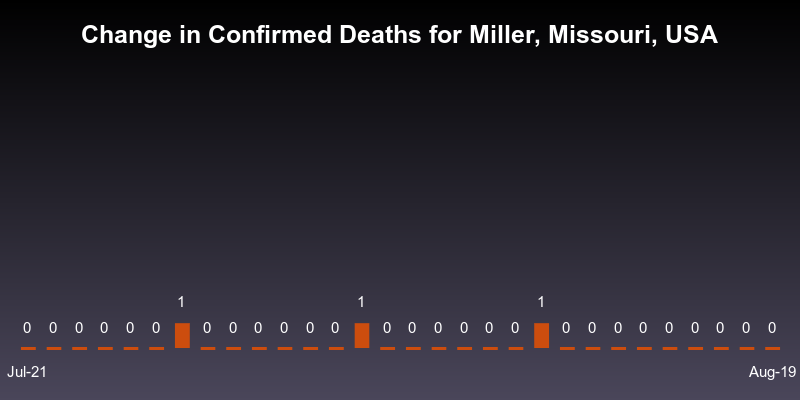 Change in Confirmed Deaths for Miller, Missouri, USA
1 1 1
0 0 0 0 0 0 0 0 0 0 0 0 0 0 0 0 0 0 0 0 0 0 0 0 0 0 0
Jul-21 Aug-19